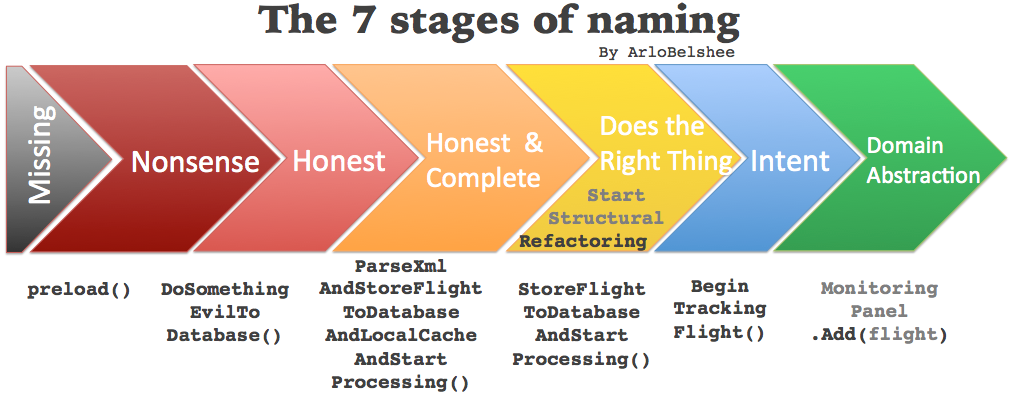 The 7 stages of naming
By ArloBelshee
Missing
Nonsense
Honest
Honest &
Complete
Does the
Right Thing
Start
Structural
Refactoring
Intent
Domain
Abstraction
preload()
DoSomething
EvilTo
Database()
ParseXml
AndStoreFlight
ToDatabase
AndLocalCache
AndStart
Processing()
StoreFlight
ToDatabase
AndStart
Processing()
Begin
Tracking
Flight()
Monitoring
Panel
.Add(flight)